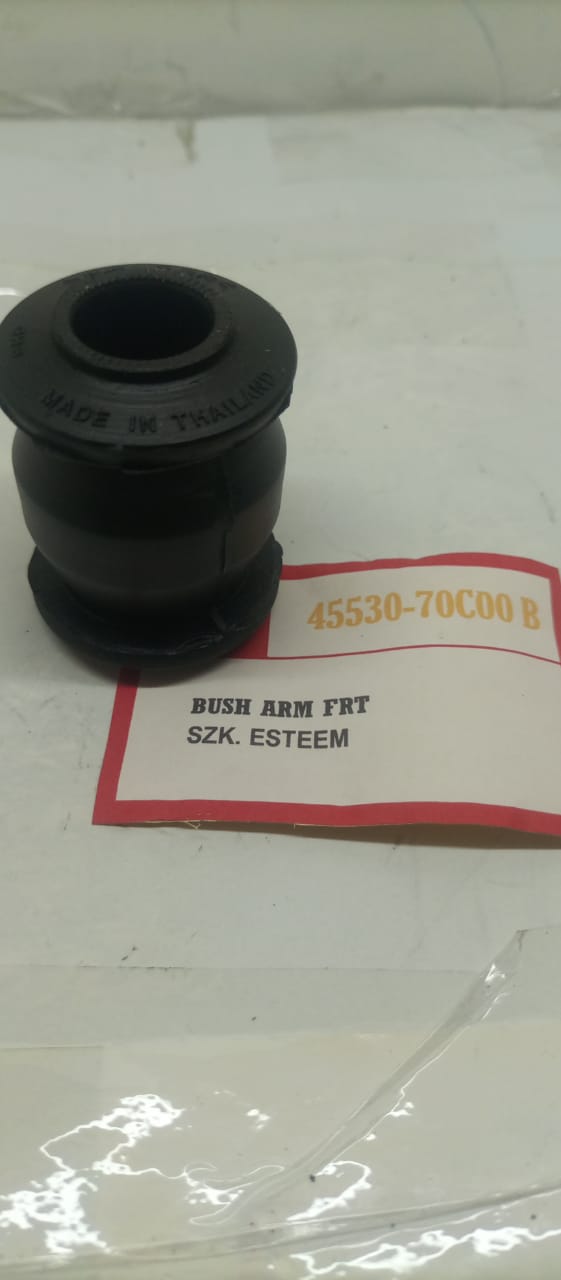 MADE IN THAILAND
45530-70C00 B
BUSH ARM FRT
SZK. ESTEEM